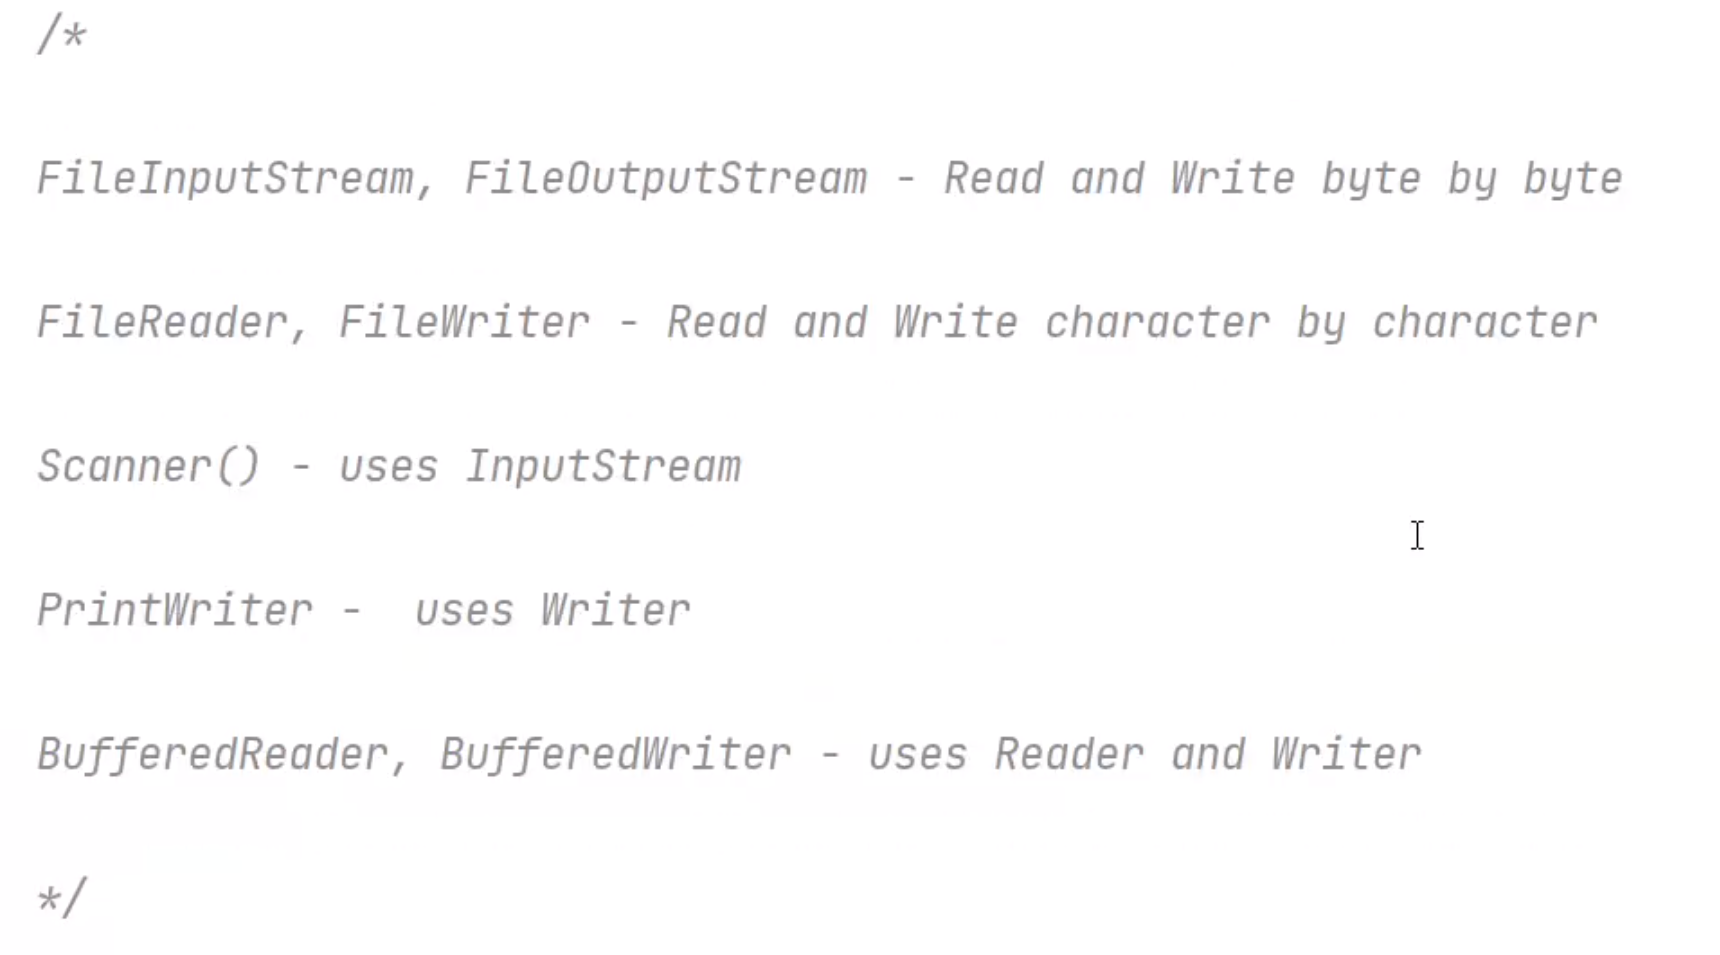 /*
FileInputStream, FileOutputStream - Read and Write byte by byte
FileReader, FileWriter - Read and Write character by character
Scanner() - uses InputStream
PrintWriter -  uses Writer
BufferedReader, BufferedWriter - uses Reader and Writer
*/